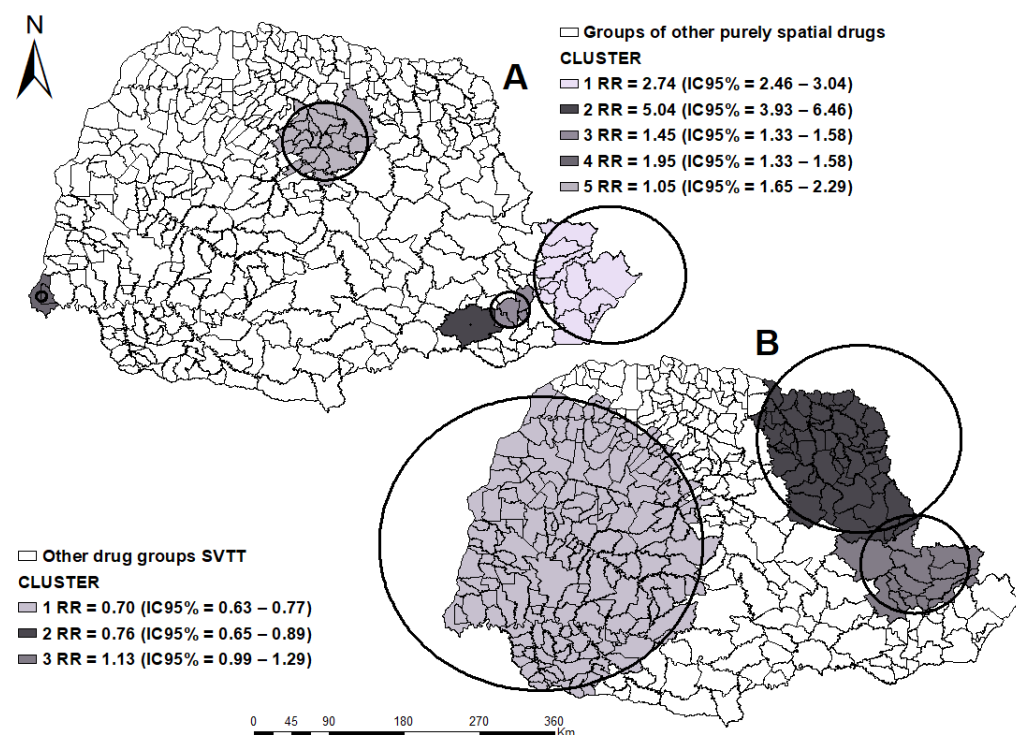 N
A
Groups of other purely spatial drugs
CLUSTER
1 RR = 2.74 (IC95% = 2.46 – 3.04)
2 RR = 5.04 (IC95% = 3.93 – 6.46)
3 RR = 1.45 (IC95% = 1.33 – 1.58)
4 RR = 1.95 (IC95% = 1.33 – 1.58)
5 RR = 1.05 (IC95% = 1.65 – 2.29)
B
Other drug groups SVTT
CLUSTER
1 RR = 0.70 (IC95% = 0.63 – 0.77)
2 RR = 0.76 (IC95% = 0.65 – 0.89)
3 RR = 1.13 (IC95% = 0.99 – 1.29)
0 45 90 180 270 360
Km